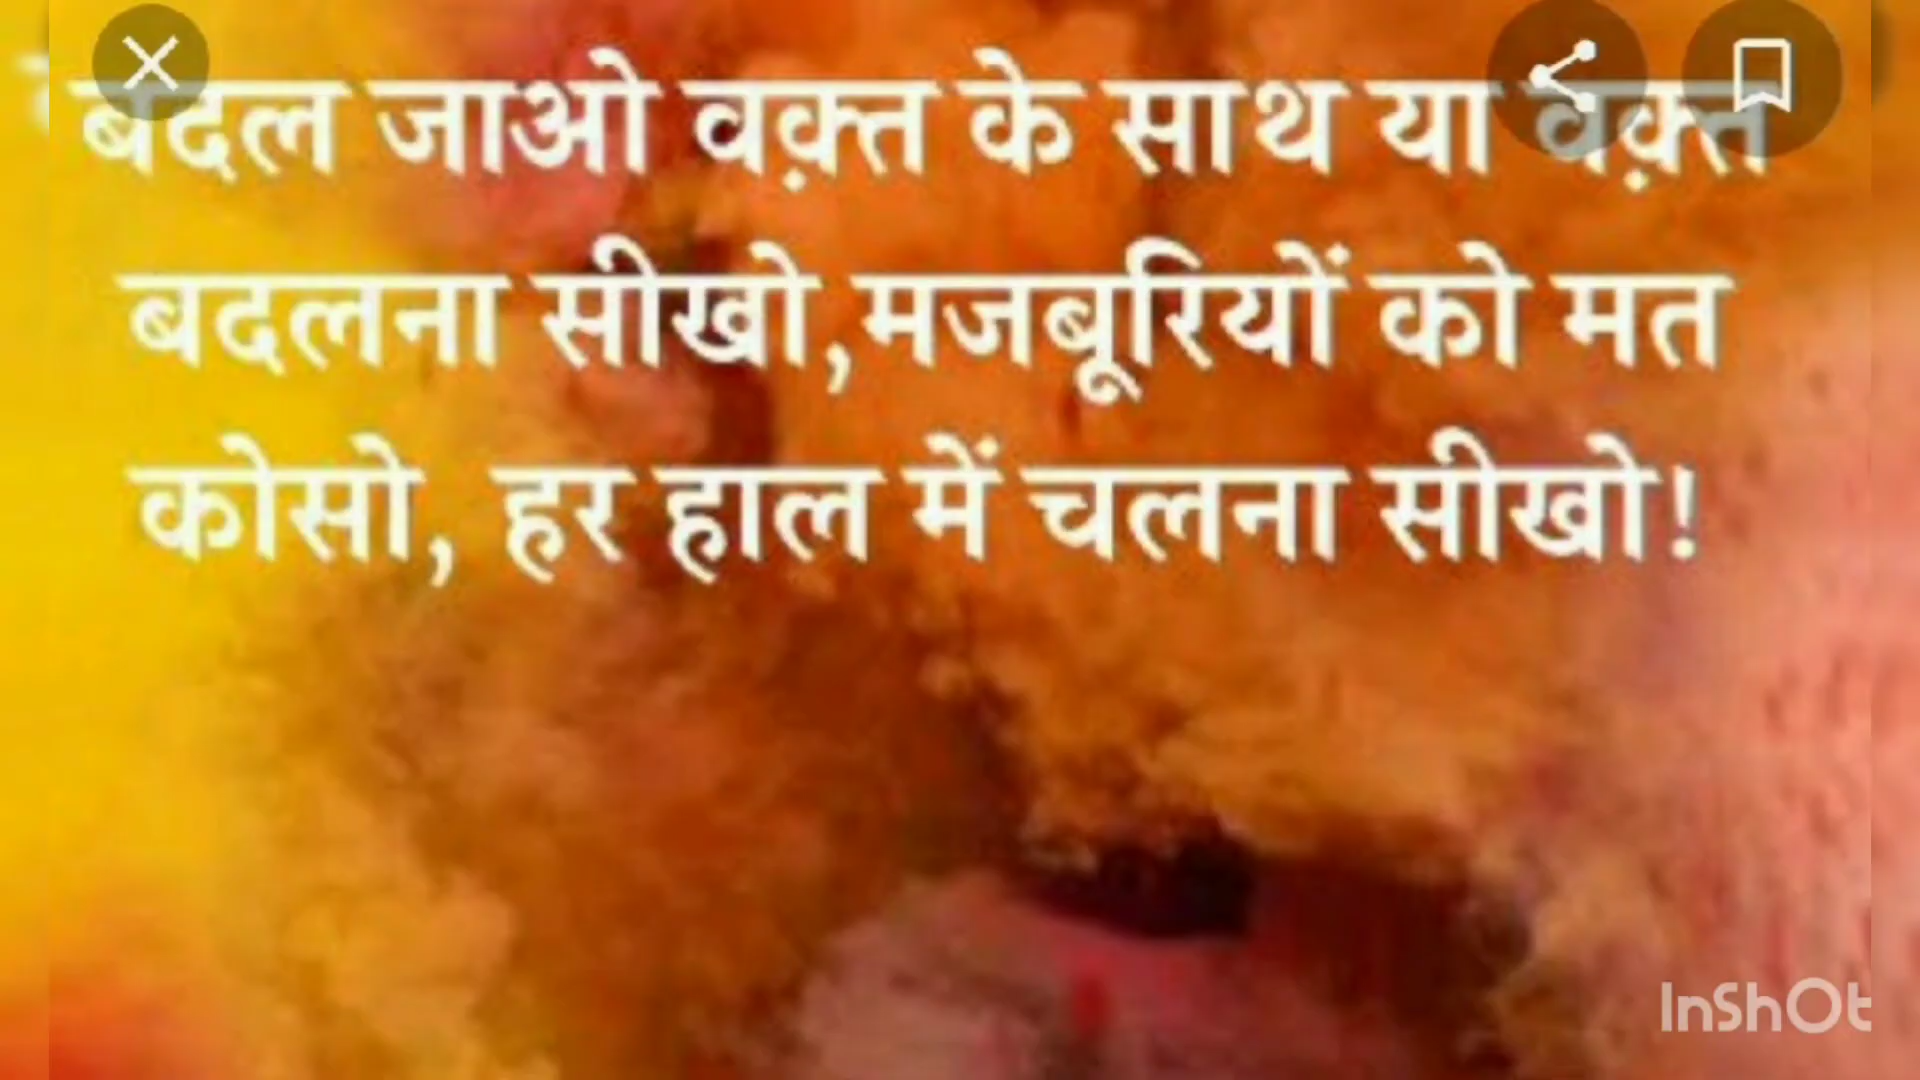 बदल जाओ वक़्त के साथ या वक़्त
बदलना सीखो,मजबूरियों को मत
कोसो, हर हाल में चलना सीखो!
InShOt